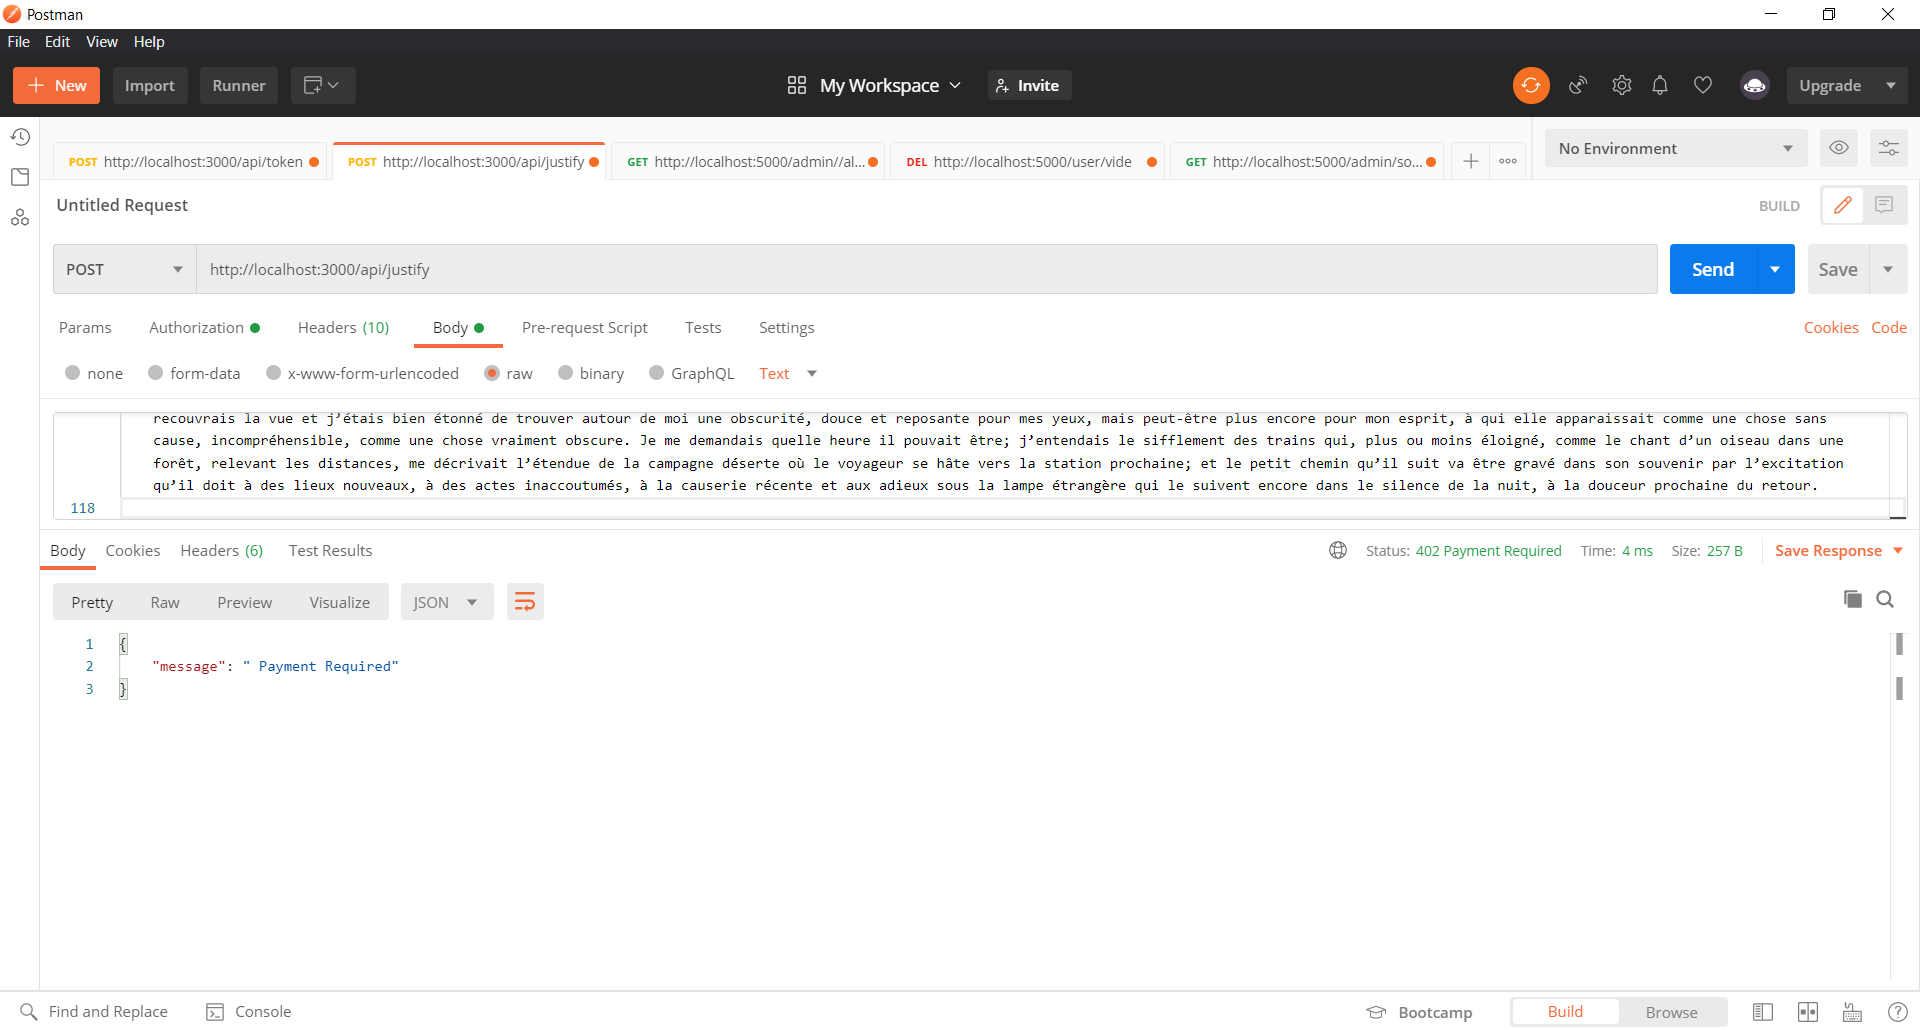 Postman
File Edit View Help
New Import Runner My Workspace Invite Upgrade
POST http://localhost:3000/api/token POST http://localhost:3000/api/justify GET http://localhost:5000/admin//al... DEL http://localhost:5000/user/vide GET http://localhost:5000/admin/so... No Environment
Untitled Request BUILD
POST http://localhost:3000/api/justify Send Save
Params Authorization Headers (10) Body Pre-request Script Tests Settings Cookies Code
none form-data x-www-form-urlencoded raw binary GraphQL Text
recouvrais la vue et j’étais bien étonné de trouver autour de moi une obscurité, douce et reposante pour mes yeux, mais peut-être plus encore pour mon esprit, à qui elle apparaissait comme une chose sans
cause, incompréhensible, comme une chose vraiment obscure. Je me demandais quelle heure il pouvait être; j’entendais le sifflement des trains qui, plus ou moins éloigné, comme le chant d’un oiseau dans une
forêt, relevant les distances, me décrivait l’étendue de la campagne déserte où le voyageur se hâte vers la station prochaine; et le petit chemin qu’il suit va être gravé dans son souvenir par l’excitation
qu’il doit à des lieux nouveaux, à des actes inaccoutumés, à la causerie récente et aux adieux sous la lampe étrangère qui le suivent encore dans le silence de la nuit, à la douceur prochaine du retour.
118
Body Cookies Headers (6) Test Results Status: 402 Payment Required Time: 4 ms Size: 257 B Save Response
Pretty Raw Preview Visualize JSON
1 {
2 "message": " Payment Required"
3 }
Find and Replace Console Bootcamp Build Browse